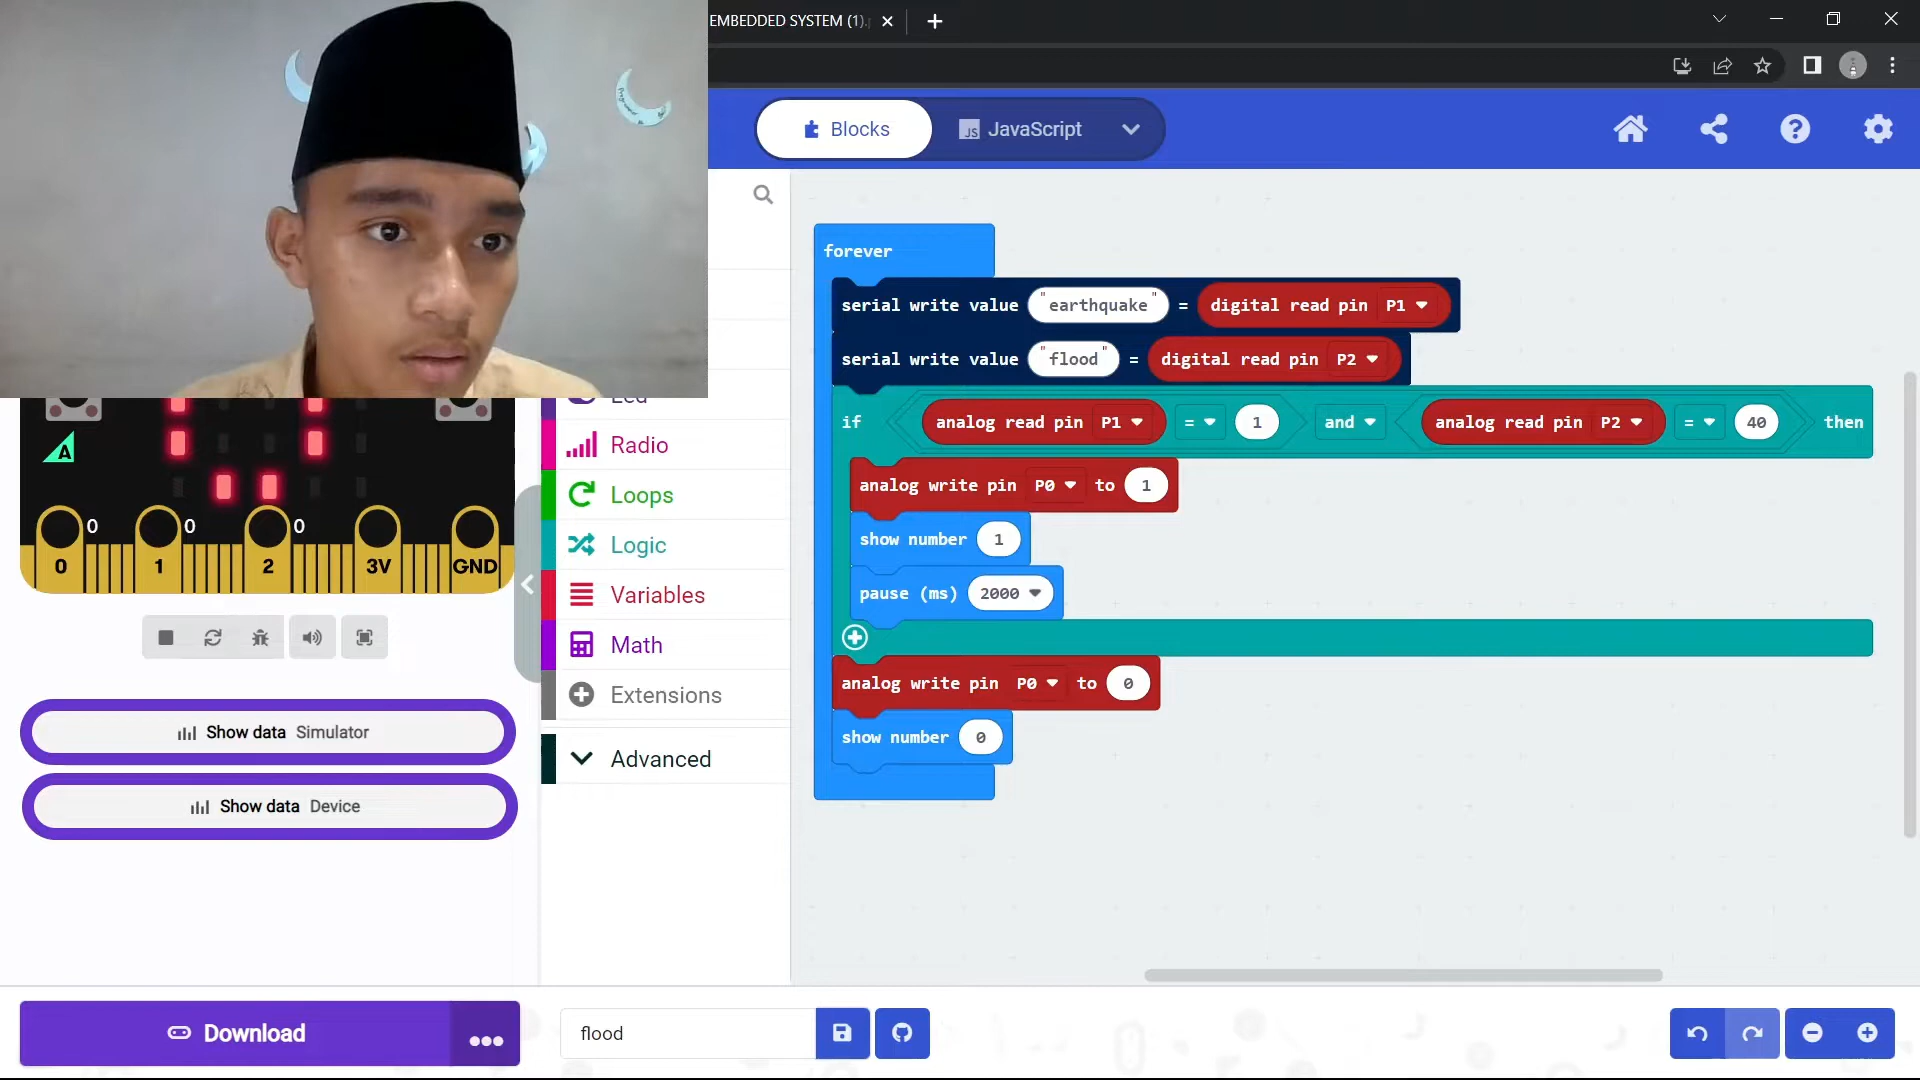 EMBEDDED SYSTEM (1).
Blocks
JS JavaScript
forever
serial write value "earthquake" = digital read pin P1
serial write value "flood" = digital read pin P2
if analog read pin P1 = 1 and analog read pin P2 = 40 then
analog write pin P0 to 1
show number 1
pause (ms) 2000
analog write pin P0 to 0
show number 0
Led
Radio
Loops
Logic
Variables
Math
Extensions
Advanced
A
0 0 0
0 1 2 3V GND
Show data Simulator
Show data Device
Download
flood